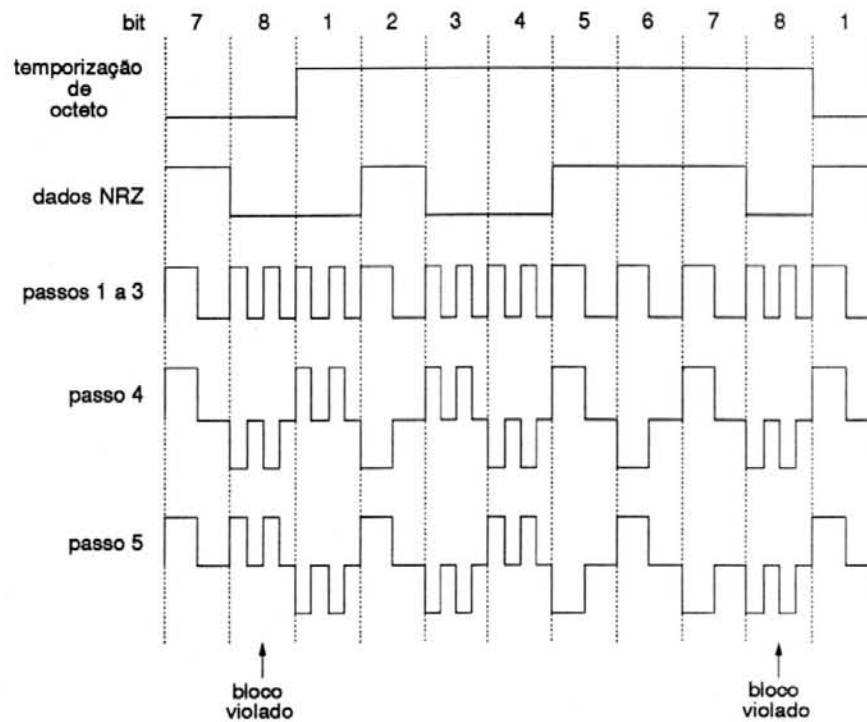 bit 7 8 1 2 3 4 5 6 7 8 1
temporização
de
octeto
dados NRZ
passos 1 a 3
passo 4
passo 5
bloco
violado
bloco
violado